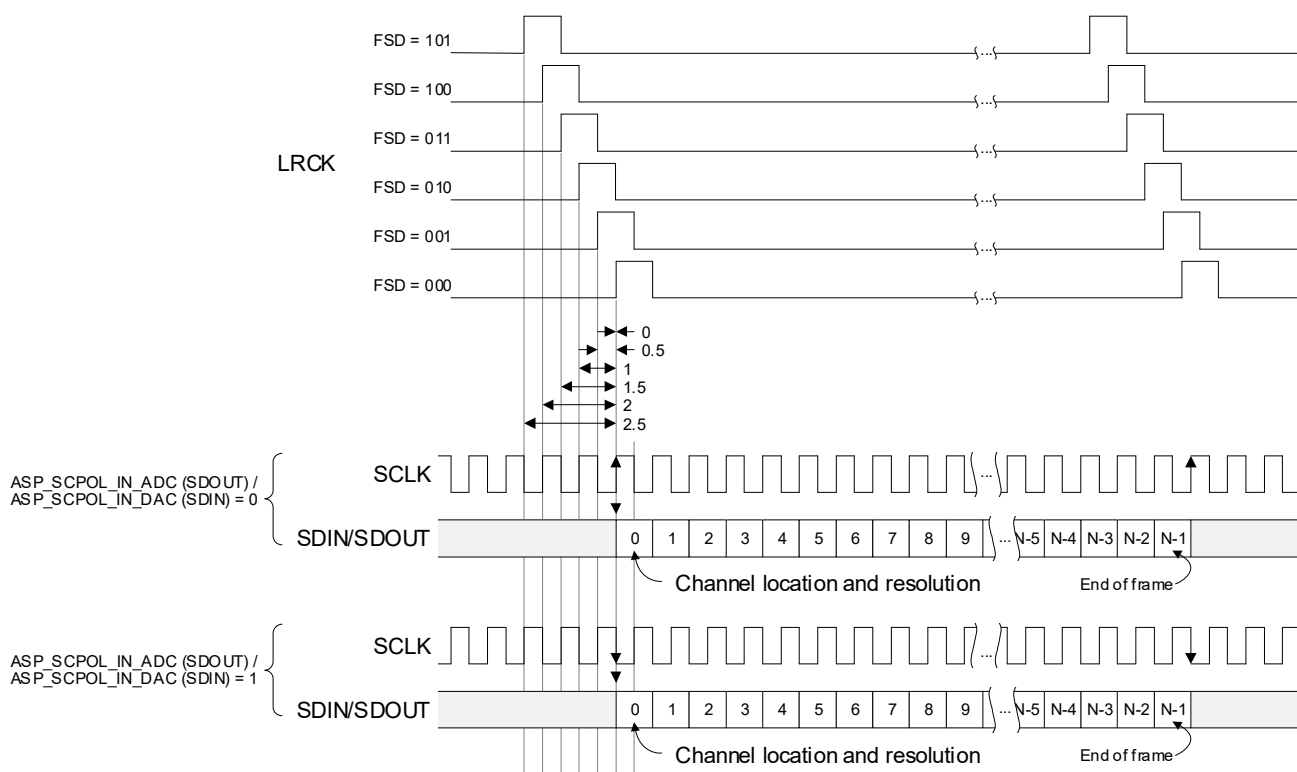 FSD = 101
...
FSD = 100
...
FSD = 011
...
LRCK
FSD = 010
...
FSD = 001
...
FSD = 000
...
0
0.5
1
1.5
2
2.5
ASP_SCPOL_IN_ADC (SDOUT) /
ASP_SCPOL_IN_DAC (SDIN) = 0
SCLK
...
SDIN/SDOUT
0 1 2 3 4 5 6 7 8 9 ... N-5 N-4 N-3 N-2 N-1
Channel location and resolution
End of frame
ASP_SCPOL_IN_ADC (SDOUT) /
ASP_SCPOL_IN_DAC (SDIN) = 1
SCLK
...
SDIN/SDOUT
0 1 2 3 4 5 6 7 8 9 ... N-5 N-4 N-3 N-2 N-1
Channel location and resolution
End of frame